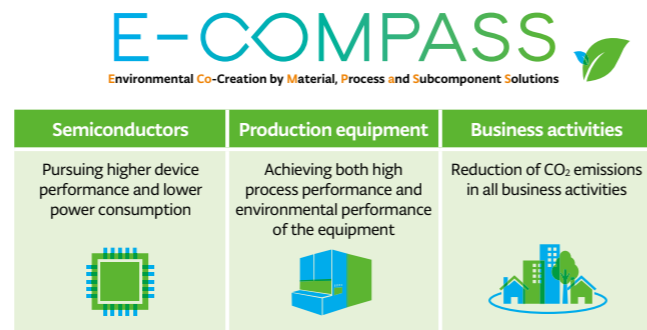 E-COMPASS
Environmental Co-Creation by Material, Process and Subcomponent Solutions
Semiconductors
Pursuing higher device
performance and lower
power consumption
Production equipment
Achieving both high
process performance and
environmental performance
of the equipment
Business activities
Reduction of CO₂ emissions
in all business activities